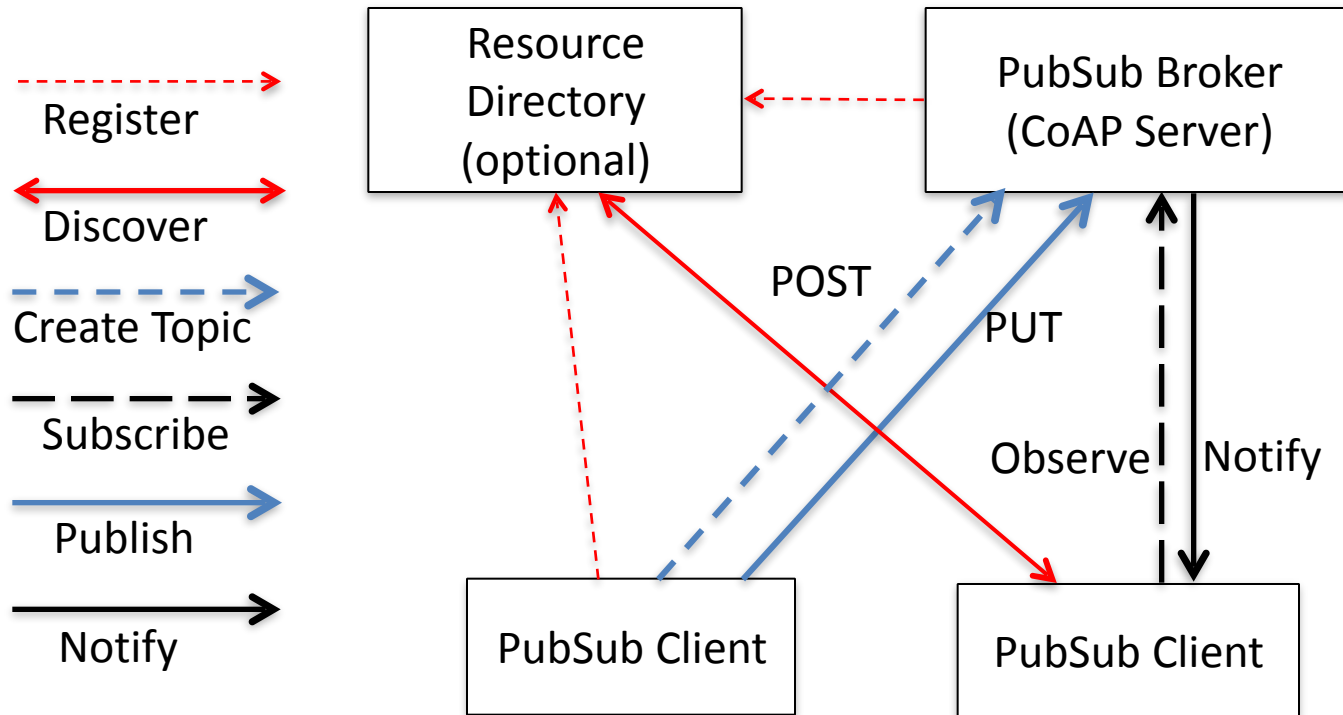 Register
Discover
Create Topic
Subscribe
Publish
Notify
Resource
Directory
(optional)
PubSub Broker
(CoAP Server)
POST
PUT
Observe
Notify
PubSub Client
PubSub Client